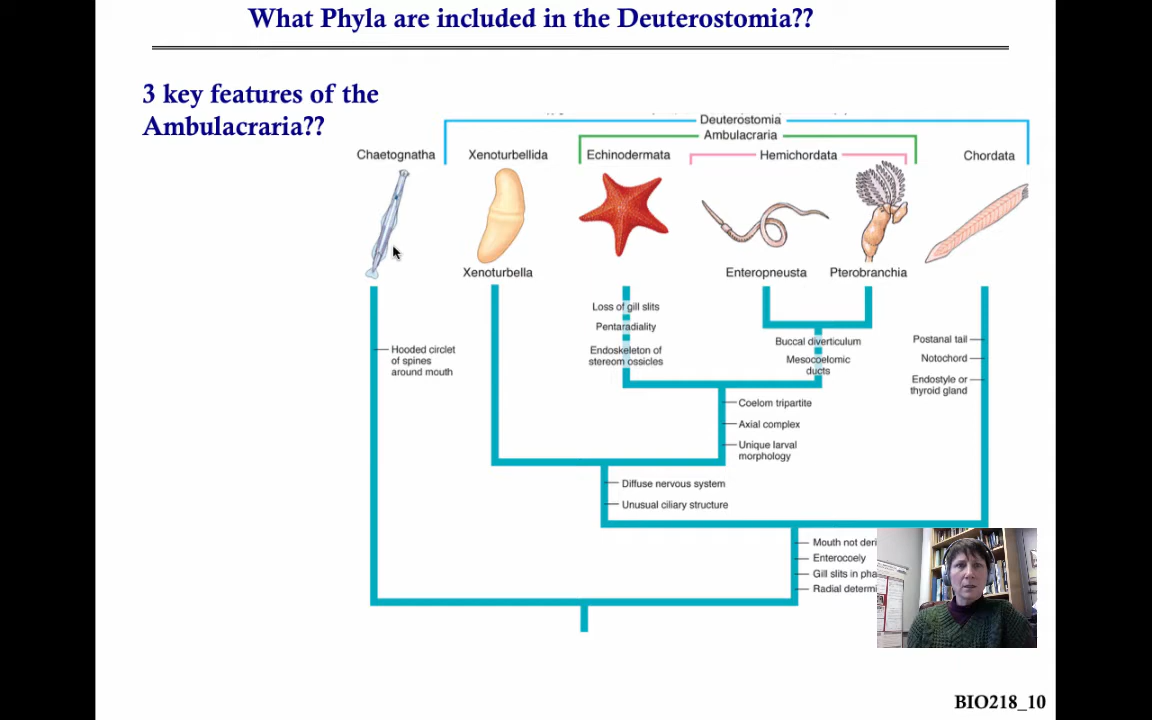 What Phyla are included in the Deuterostomia??
3 key features of the
Ambulacraria??
Deuterostomia
Ambulacraria
Chaetognatha
Xenoturbellida
Echinodermata
Hemichordata
Chordata
Xenoturbella
Enteropneusta
Pterobranchia
Loss of gill slits
Pentaradiality
Endoskeleton of
stereom ossicles
Buccal diverticulum
Mesocoelomic
ducts
Postanal tail
Notochord
Endostyle or
thyroid gland
Hooded circlet
of spines
around mouth
Coelom tripartite
Axial complex
Unique larval
morphology
Diffuse nervous system
Unusual ciliary structure
Mouth not deri
Enterocoely
Gill slits in pha
Radial determi
BIO218_10